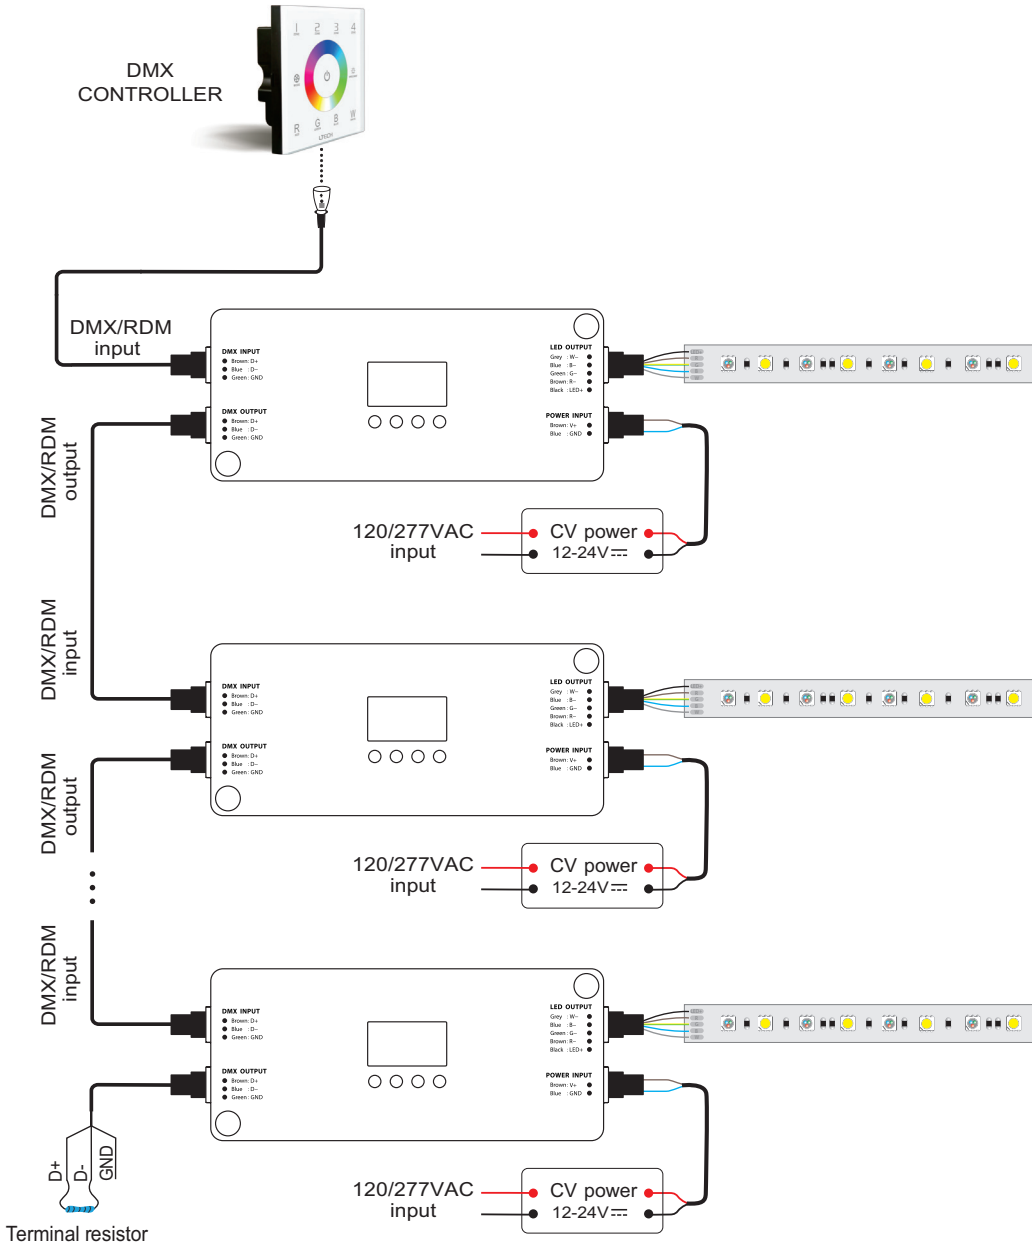 1 2 3 4
R G B W
LTECH
DMX
CONTROLLER
DMX/RDM
input
DMX INPUT
Brown: D+
Blue : D–
Green: GND
DMX OUTPUT
Brown: D+
Blue : D–
Green: GND
LED OUTPUT
Grey : W–
Blue : B–
Green : G–
Brown: R–
Black : LED+
POWER INPUT
Brown: V+
Blue : GND
DMX/RDM
output
120/277VAC
input
CV power
12-24V
DMX/RDM
input
DMX INPUT
Brown: D+
Blue : D–
Green: GND
DMX OUTPUT
Brown: D+
Blue : D–
Green: GND
LED OUTPUT
Grey : W–
Blue : B–
Green : G–
Brown: R–
Black : LED+
POWER INPUT
Brown: V+
Blue : GND
DMX/RDM
output
120/277VAC
input
CV power
12-24V
DMX/RDM
input
DMX INPUT
Brown: D+
Blue : D–
Green: GND
DMX OUTPUT
Brown: D+
Blue : D–
Green: GND
LED OUTPUT
Grey : W–
Blue : B–
Green : G–
Brown: R–
Black : LED+
POWER INPUT
Brown: V+
Blue : GND
D+
D-
GND
120/277VAC
input
CV power
12-24V
Terminal resistor